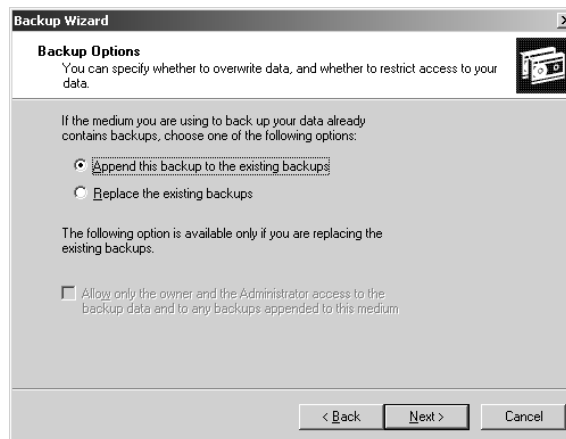 Backup Wizard
Backup Options
You can specify whether to overwrite data, and whether to restrict access to your
data.
If the medium you are using to back up your data already
contains backups, choose one of the following options:
Append this backup to the existing backups
Replace the existing backups
The following option is available only if you are replacing the
existing backups.
Allow only the owner and the Administrator access to the
backup data and to any backups appended to this medium
< Back Next > Cancel